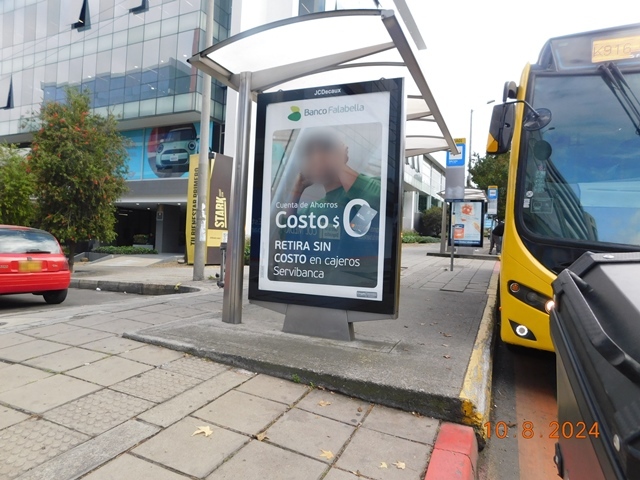 JCDecaux
Banco Falabella
Cuenta de Ahorros
Costo $0
RETIRA SIN
COSTO en cajeros
Servibanca
STARK
10.8.2024